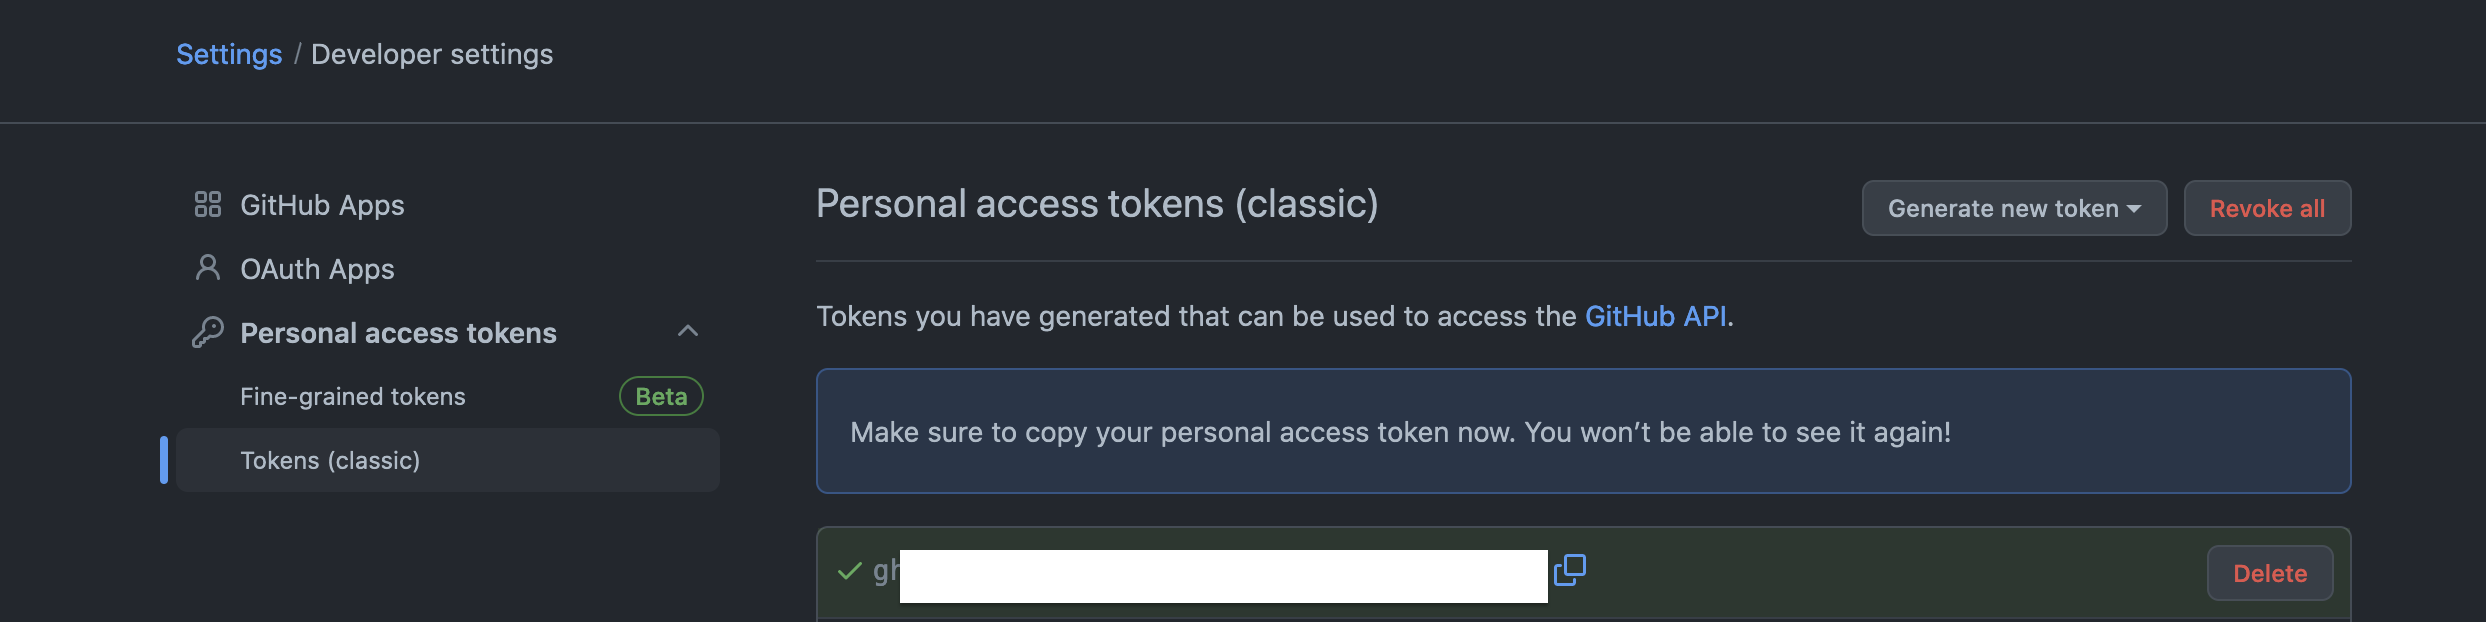 Settings / Developer settings
GitHub Apps
OAuth Apps
Personal access tokens
Fine-grained tokens Beta
Tokens (classic)
Personal access tokens (classic)
Generate new token
Revoke all
Tokens you have generated that can be used to access the GitHub API.
Make sure to copy your personal access token now. You won’t be able to see it again!
gh
Delete